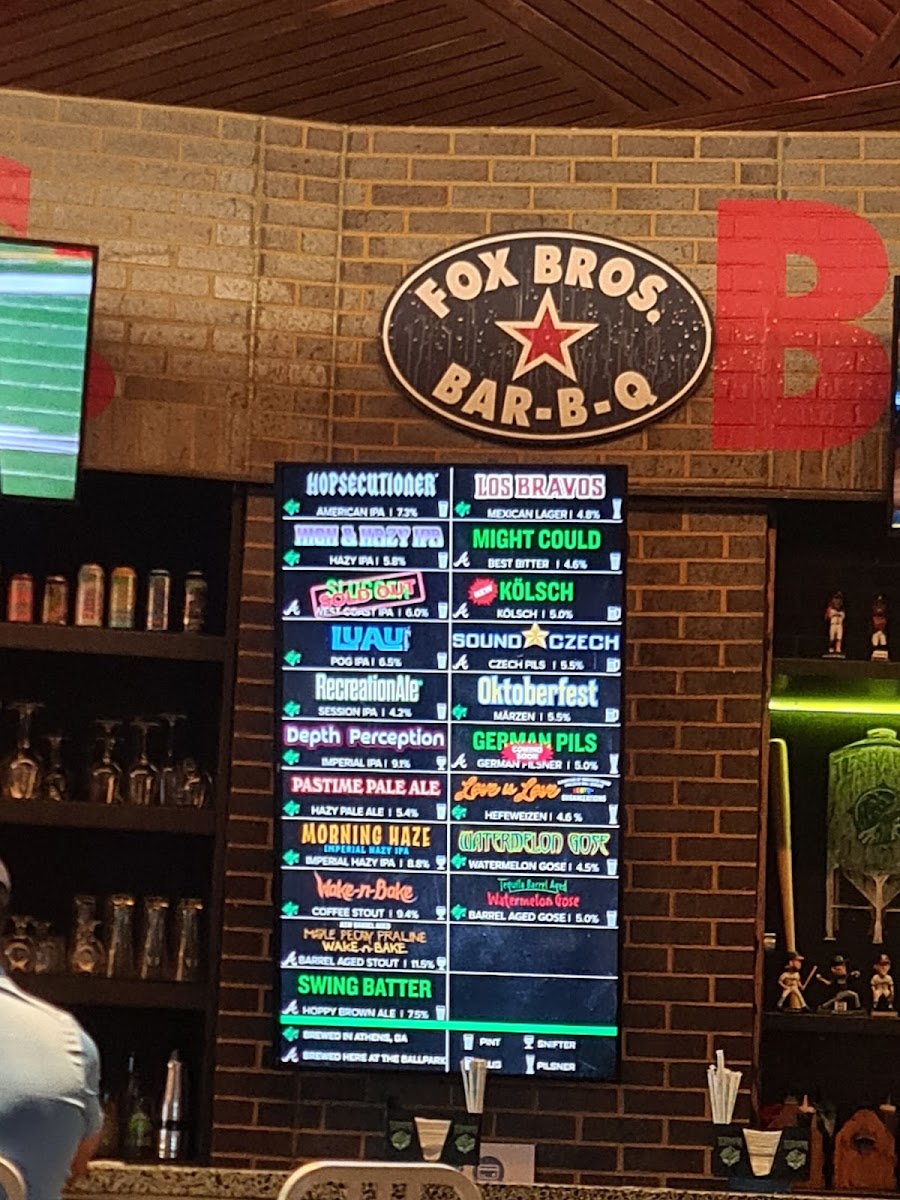 FOX BROS.
BAR-B-Q
B
HOPSECUTIONER
AMERICAN IPA | 7.3%
HIGH & HAZY IPA
HAZY IPA | 5.8%
SLUGGER
SOLD OUT
WEST COAST IPA | 6.0%
LUAU
POG IPA | 6.5%
RecreationAle
SESSION IPA | 4.2%
Depth Perception
IMPERIAL IPA | 9.1%
PASTIME PALE ALE
HAZY PALE ALE | 5.4%
MORNING HAZE
IMPERIAL HAZY IPA
IMPERIAL HAZY IPA | 8.8%
Wake-n-Bake
COFFEE STOUT | 9.4%
BARREL AGED
MAPLE PECAN PRALINE
WAKE-n-BAKE
BARREL AGED STOUT | 11.5%
SWING BATTER
HOPPY BROWN ALE | 7.5%
LOS BRAVOS
MEXICAN LAGER | 4.8%
MIGHT COULD
BEST BITTER | 4.6%
NEW KÖLSCH
KÖLSCH | 5.0%
SOUND CZECH
CZECH PILS | 5.5%
Oktoberfest
MÄRZEN | 5.5%
GERMAN PILS
COMING SOON
GERMAN PILSNER | 5.0%
Love is Love
HEFEWEIZEN | 4.6 %
WATERMELON GOSE
WATERMELON GOSE | 4.5%
Tequila Barrel Aged
Watermelon Gose
BARREL AGED GOSE | 5.0%
BREWED IN ATHENS, GA
BREWED HERE AT THE BALLPARK
PINT
SNIFTER
PILSNER